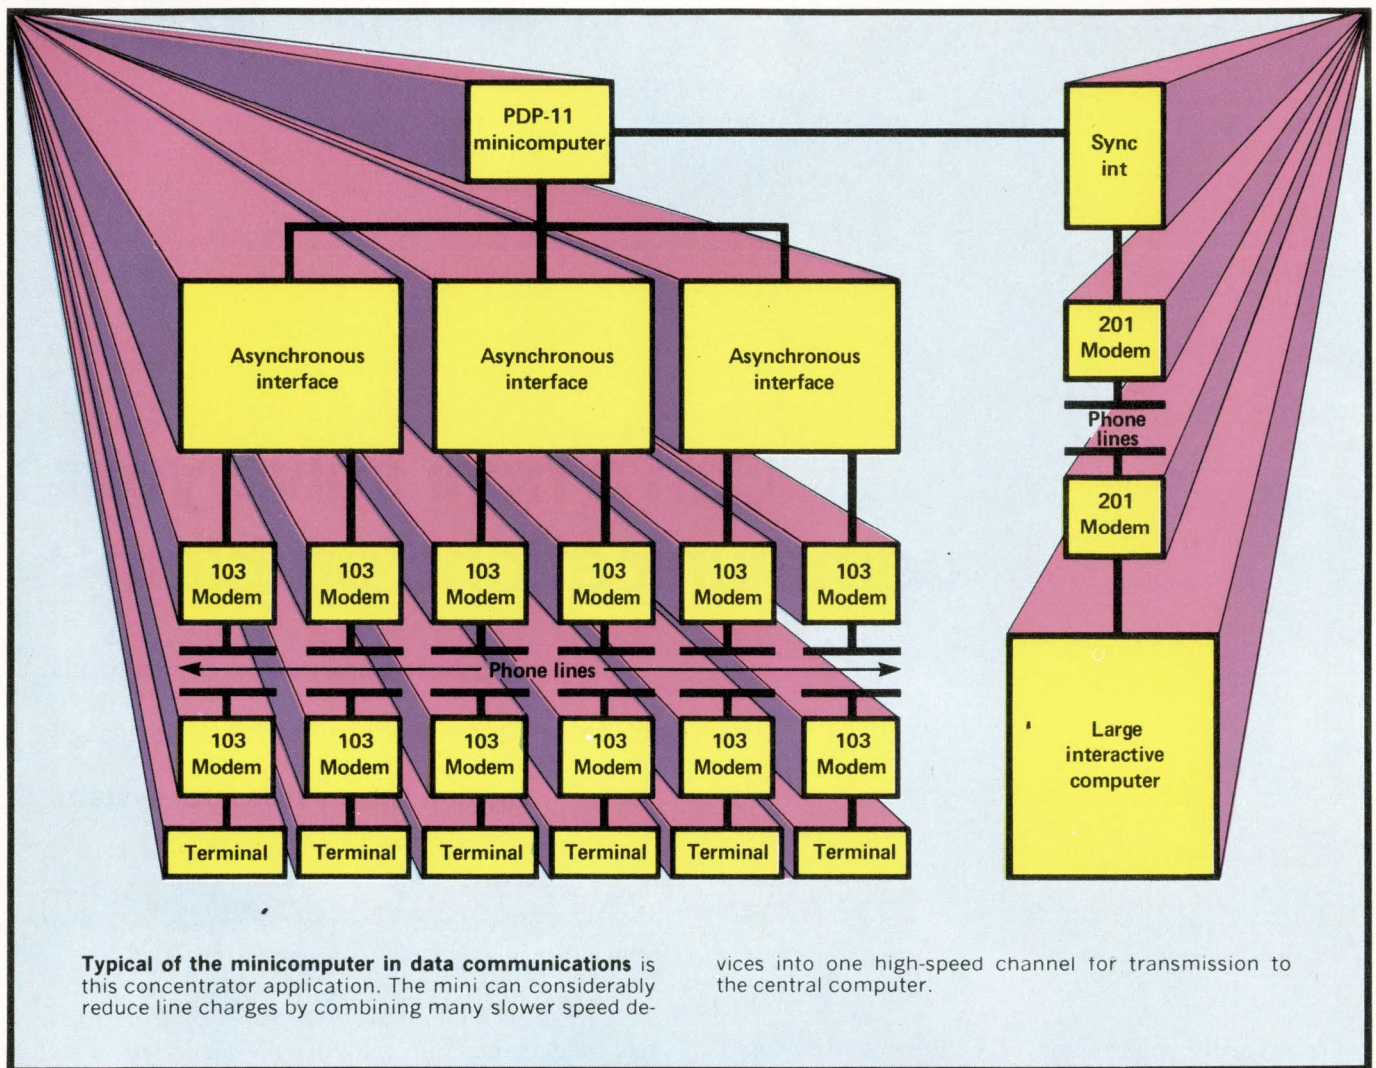 PDP-11
minicomputer
Sync
int
Asynchronous
interface
Asynchronous
interface
Asynchronous
interface
201
Modem
Phone
lines
201
Modem
103
Modem
103
Modem
103
Modem
103
Modem
103
Modem
103
Modem
Phone lines
103
Modem
103
Modem
103
Modem
103
Modem
103
Modem
103
Modem
Large
interactive
computer
Terminal
Terminal
Terminal
Terminal
Terminal
Terminal
Typical of the minicomputer in data communications is
this concentrator application. The mini can considerably
reduce line charges by combining many slower speed de-
vices into one high-speed channel for transmission to
the central computer.